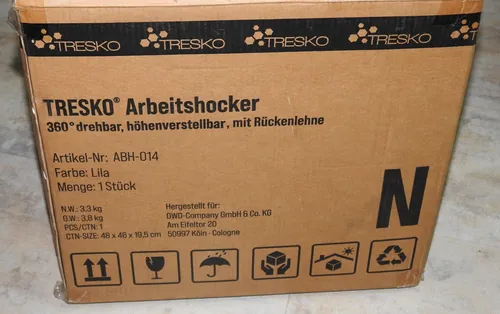 TRESKO TRESKO TRESKO TRESKO
TRESKO® Arbeitshocker
360° drehbar, höhenverstellbar, mit Rückenlehne
Artikel-Nr: ABH-014
Farbe: Lila
Menge: 1 Stück
N.W.: 3,3 kg
G.W.: 3,8 kg
PCS/CTN: 1
CTN-SIZE: 48 x 46 x 19,5 cm
Hergestellt für:
DWD-Company GmbH & Co. KG
Am Eifeltor 20
50997 Köln - Cologne
N